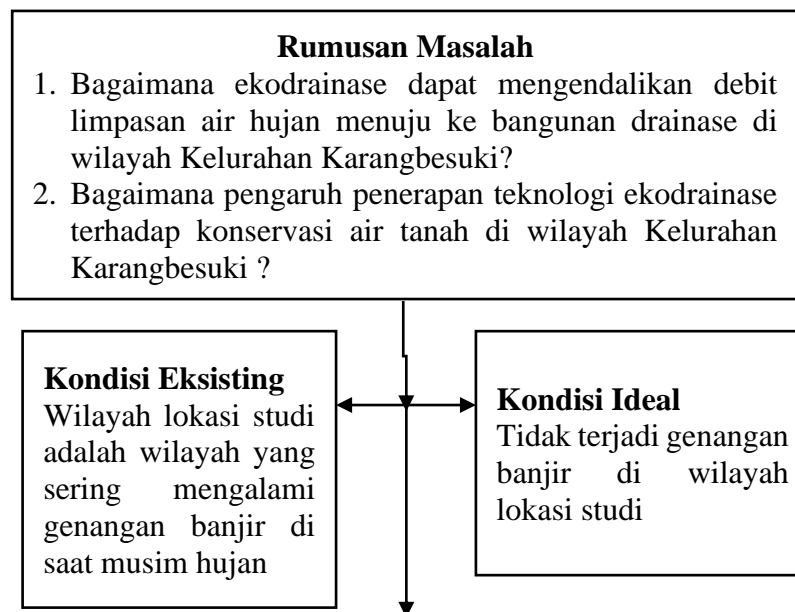 Rumusan Masalah
1. Bagaimana ekodrainase dapat mengendalikan debit
limpasan air hujan menuju ke bangunan drainase di
wilayah Kelurahan Karangbesuki?
2. Bagaimana pengaruh penerapan teknologi ekodrainase
terhadap konservasi air tanah di wilayah Kelurahan
Karangbesuki ?
Kondisi Eksisting
Wilayah lokasi studi
adalah wilayah yang
sering mengalami
genangan banjir di
saat musim hujan
Kondisi Ideal
Tidak terjadi genangan
banjir di wilayah
lokasi studi